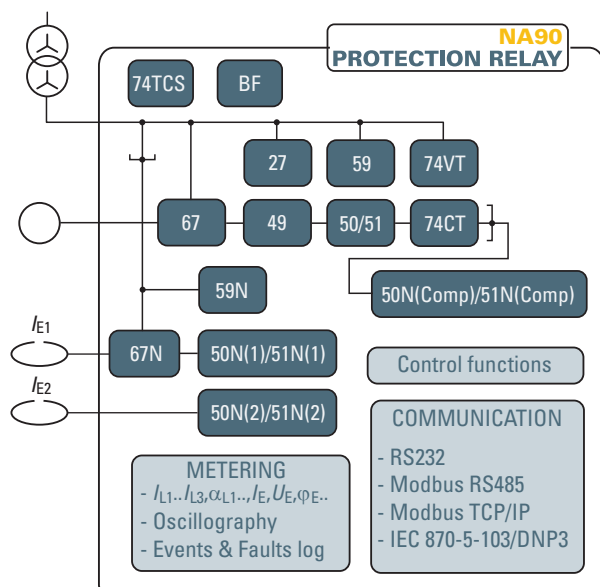 NA90
PROTECTION RELAY
74TCS
BF
27
59
74VT
67
49
50/51
74CT
59N
50N(Comp)/51N(Comp)
IE1
67N
50N(1)/51N(1)
Control functions
IE2
50N(2)/51N(2)
METERING
- IL1..IL3,αL1..,IE,UE,φE..
- Oscillography
- Events & Faults log
COMMUNICATION
- RS232
- Modbus RS485
- Modbus TCP/IP
- IEC 870-5-103/DNP3